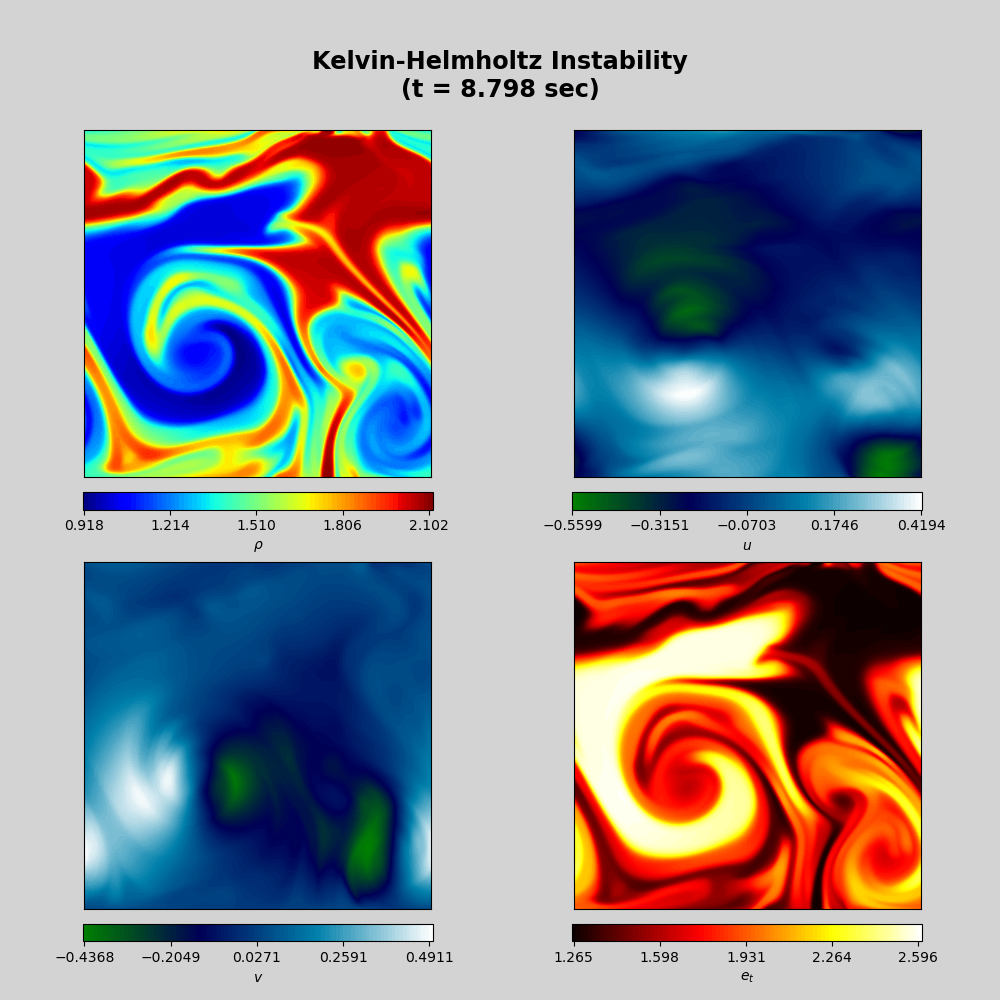 Kelvin-Helmholtz Instability
(t = 8.798 sec)
0.918 1.214 1.510 1.806 2.102
ρ
−0.5599 −0.3151 −0.0703 0.1746 0.4194
u
−0.4368 −0.2049 0.0271 0.2591 0.4911
v
1.265 1.598 1.931 2.264 2.596
e_t